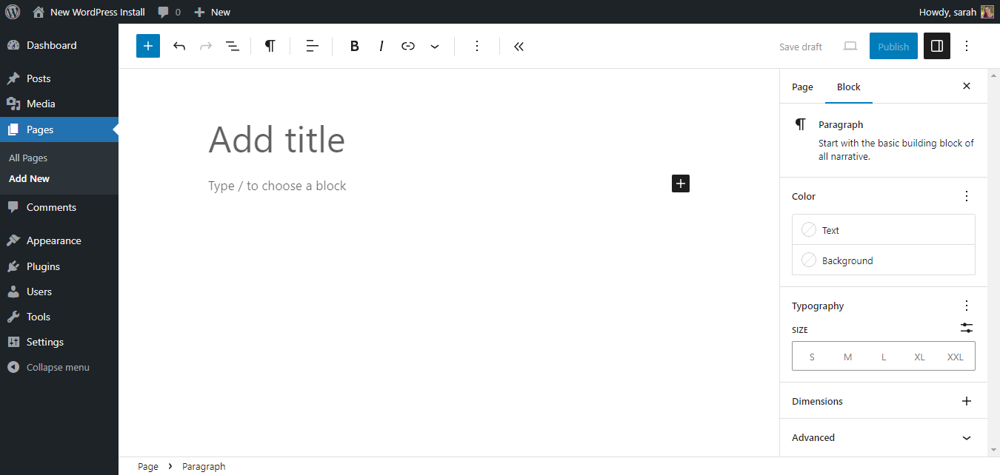 New WordPress Install
0
New
Howdy, sarah
Dashboard
Posts
Media
Pages
All Pages
Add New
Comments
Appearance
Plugins
Users
Tools
Settings
Collapse menu
B
I
Save draft
Publish
Add title
Type / to choose a block
Page
Block
Paragraph
Start with the basic building block of
all narrative.
Color
Text
Background
Typography
SIZE
S M L XL XXL
Dimensions
Advanced
Page › Paragraph